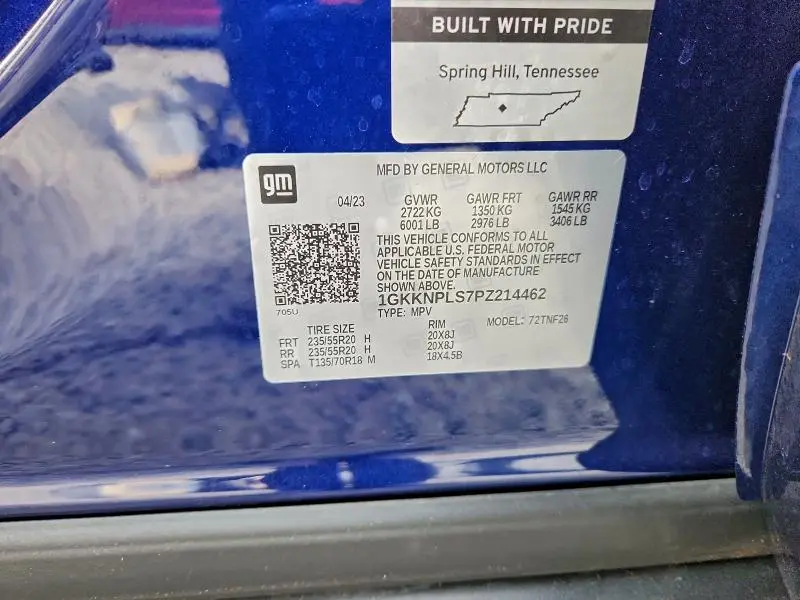 BUILT WITH PRIDE
Spring Hill, Tennessee
gm
MFD BY GENERAL MOTORS LLC
04/23 GVWR GAWR FRT GAWR RR
2722 KG 1350 KG 1545 KG
6001 LB 2976 LB 3406 LB
THIS VEHICLE CONFORMS TO ALL
APPLICABLE U.S. FEDERAL MOTOR
VEHICLE SAFETY STANDARDS IN EFFECT
ON THE DATE OF MANUFACTURE
SHOWN ABOVE.
705U
1GKKNPLS7PZ214462
TYPE: MPV MODEL: 72TNF26
TIRE SIZE RIM
FRT 235/55R20 H 20X8J
RR 235/55R20 H 20X8J
SPA T135/70R18 M 18X4.5B